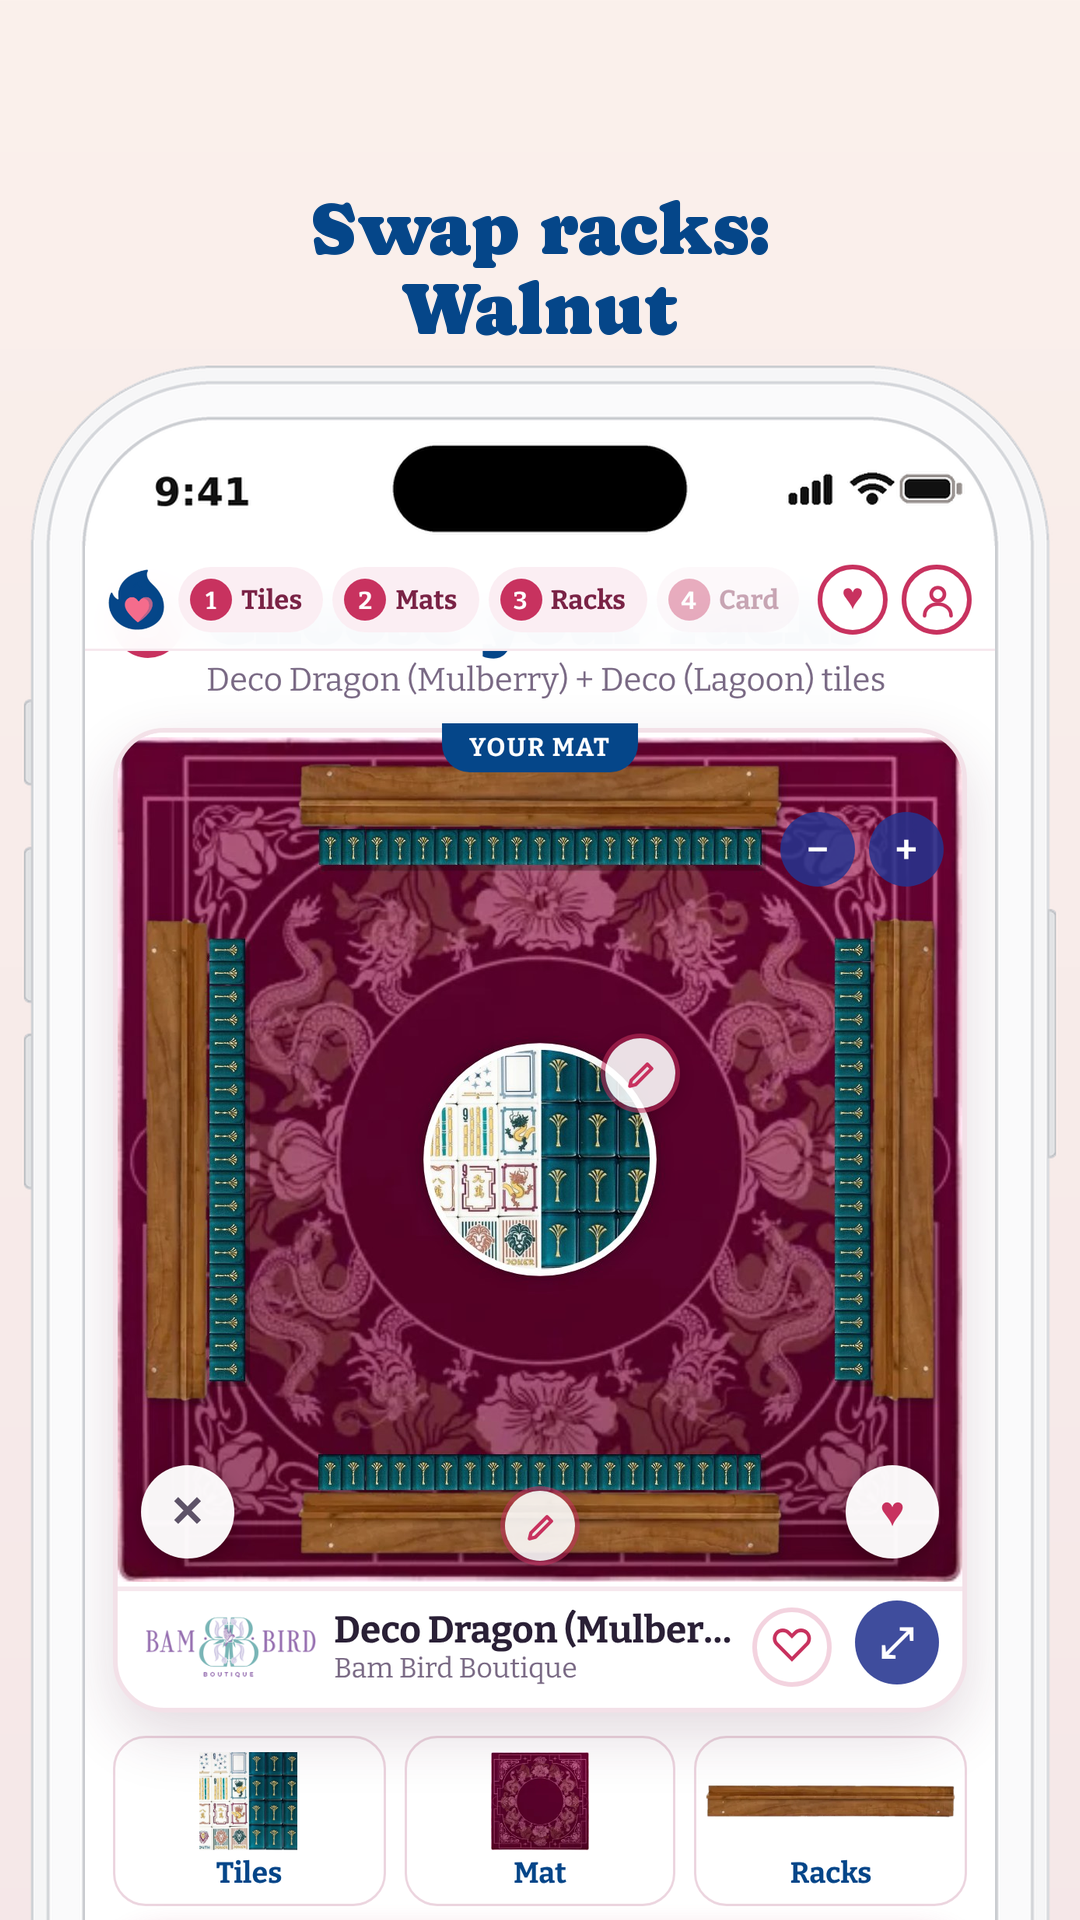 Swap racks:
Walnut
9:41
1 Tiles
2 Mats
3 Racks
4 Card
Deco Dragon (Mulberry) + Deco (Lagoon) tiles
YOUR MAT
JOKER
BAM BIRD
BOUTIQUE
Deco Dragon (Mulber...
Bam Bird Boutique
Tiles
Mat
Racks